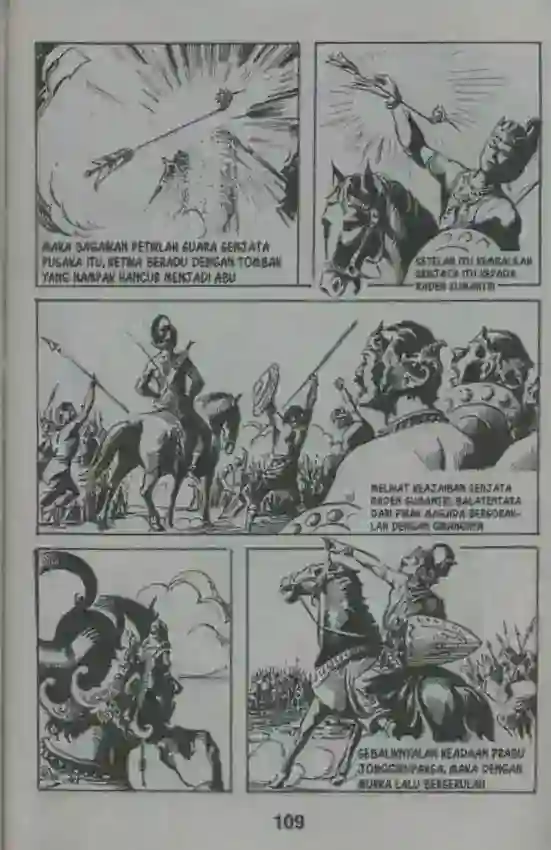 MAKA BAGAIKAN PETIRLAH SUARA SENJATA
PUSAKA ITU, KETIKA BERADU DENGAN TOMBAK
YANG NAMPAK HANCUR MENJADI ABU
SETELAH ITU KEMBALILAH
SENJATA ITU KEPADA
RADEN SUMANTRI
MELIHAT KEAJAIBAN SENJATA
RADEN SUMANTRI, BALATENTARA
DARI PIHAK MAGADA BERSORAK-
LAH DENGAN GIRANGNYA
SEBALIKNYALAH KEADAAN PRABU
MAKA DENGAN
MURKA LALU BERSERULAH
109